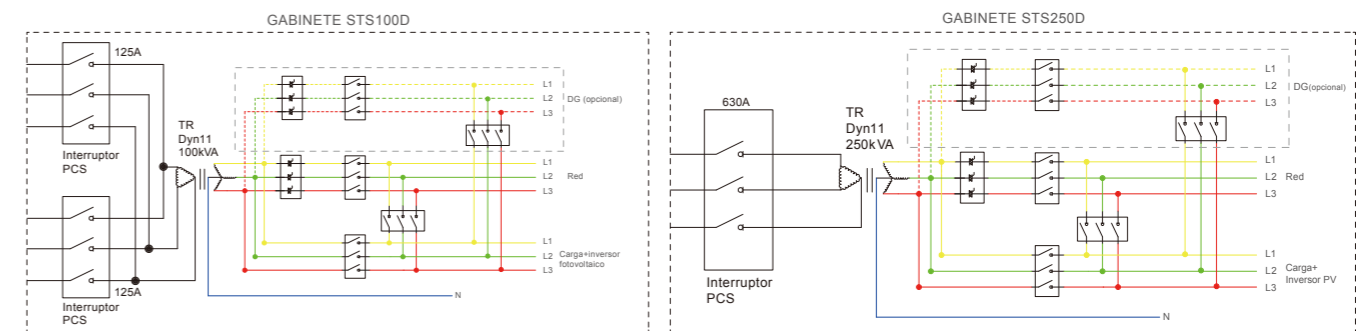 GABINETE STS100D
125A
Interruptor
PCS
125A
Interruptor
PCS
TR
Dyn11
100kVA
L1
L2 DG (opcional)
L3
L1
L2 Red
L3
L1
L2 Carga+inversor
fotovoltaico
L3
N
GABINETE STS250D
630A
Interruptor
PCS
TR
Dyn11
250kVA
L1
L2 DG(opcional)
L3
L1
L2 Red
L3
L1
L2 Carga+
Inversor PV
L3
N